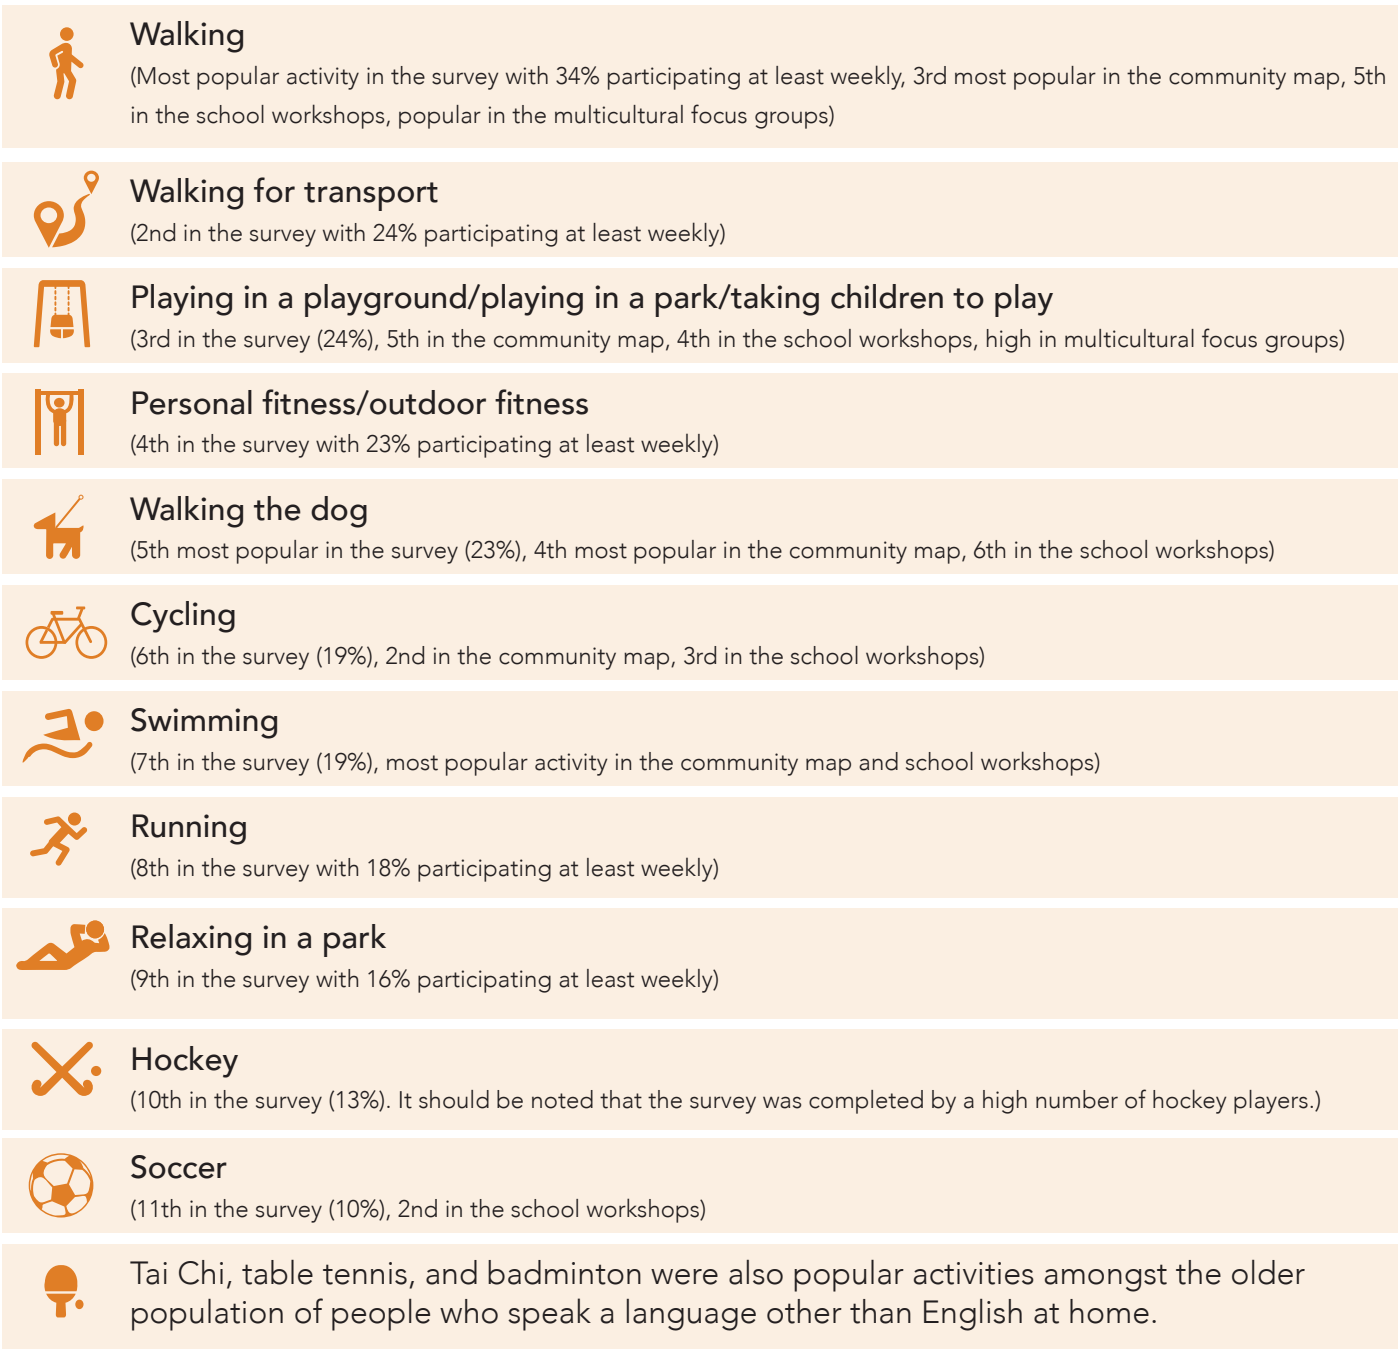 Walking
(Most popular activity in the survey with 34% participating at least weekly, 3rd most popular in the community map, 5th
in the school workshops, popular in the multicultural focus groups)
Walking for transport
(2nd in the survey with 24% participating at least weekly)
Playing in a playground/playing in a park/taking children to play
(3rd in the survey (24%), 5th in the community map, 4th in the school workshops, high in multicultural focus groups)
Personal fitness/outdoor fitness
(4th in the survey with 23% participating at least weekly)
Walking the dog
(5th most popular in the survey (23%), 4th most popular in the community map, 6th in the school workshops)
Cycling
(6th in the survey (19%), 2nd in the community map, 3rd in the school workshops)
Swimming
(7th in the survey (19%), most popular activity in the community map and school workshops)
Running
(8th in the survey with 18% participating at least weekly)
Relaxing in a park
(9th in the survey with 16% participating at least weekly)
Hockey
(10th in the survey (13%). It should be noted that the survey was completed by a high number of hockey players.)
Soccer
(11th in the survey (10%), 2nd in the school workshops)
Tai Chi, table tennis, and badminton were also popular activities amongst the older
population of people who speak a language other than English at home.